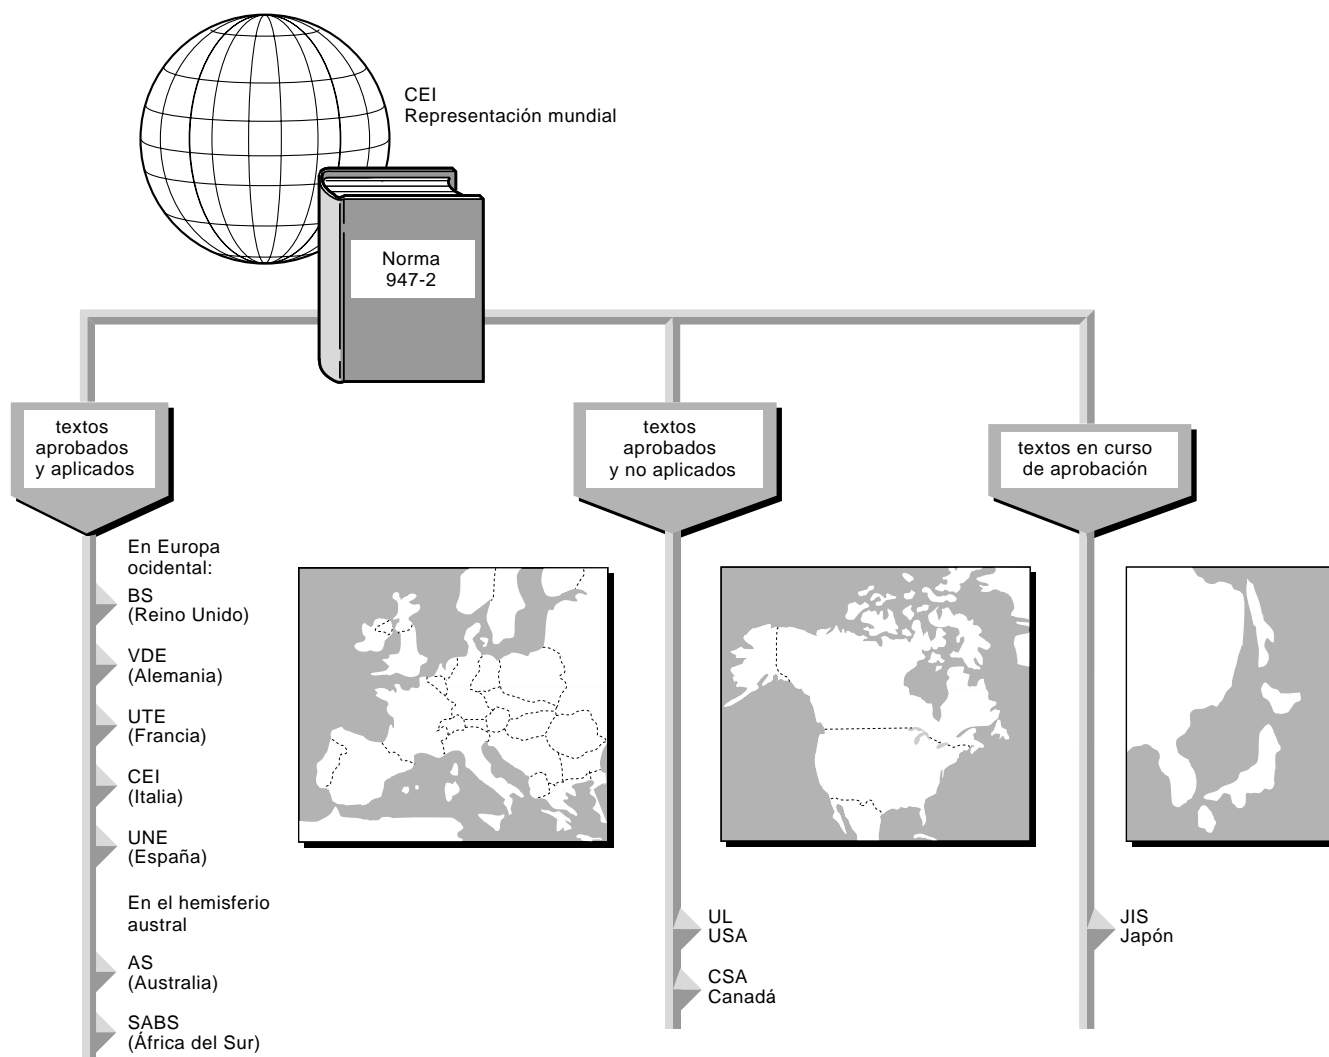 CEI
Representación mundial
Norma
947-2
textos
aprobados
y aplicados
En Europa
ocidental:
BS
(Reino Unido)
VDE
(Alemania)
UTE
(Francia)
CEI
(Italia)
UNE
(España)
En el hemisferio
austral
AS
(Australia)
SABS
(África del Sur)
textos
aprobados
y no aplicados
UL
USA
CSA
Canadá
textos en curso
de aprobación
JIS
Japón